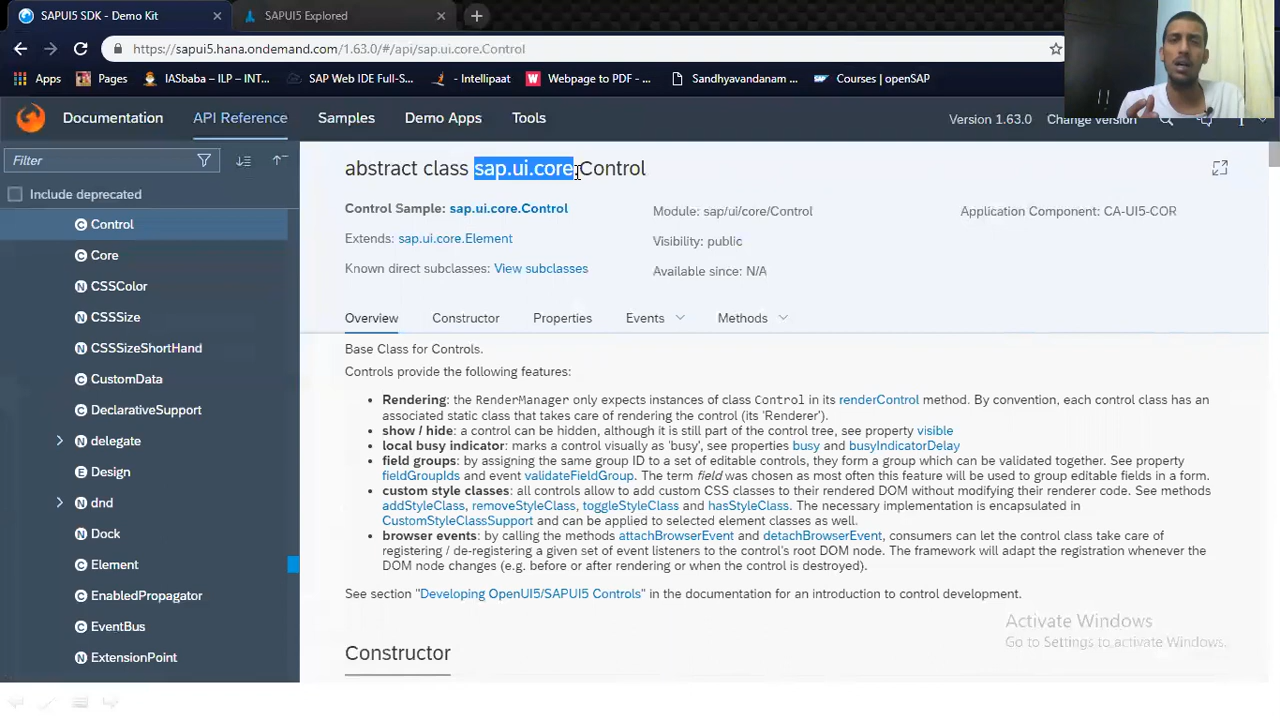 SAPUI5 SDK - Demo Kit
SAPUI5 Explored
https://sapui5.hana.ondemand.com/1.63.0/#/api/sap.ui.core.Control
Apps
Pages
IASbaba – ILP – INT...
SAP Web IDE Full-S...
- Intellipaat
Webpage to PDF - ...
Sandhyavandanam ...
Courses | openSAP
Documentation
API Reference
Samples
Demo Apps
Tools
Version 1.63.0
Change version
Filter
Include deprecated
Control
Core
CSSColor
CSSSize
CSSSizeShortHand
CustomData
DeclarativeSupport
delegate
Design
dnd
Dock
Element
EnabledPropagator
EventBus
ExtensionPoint
abstract class sap.ui.core.Control
Control Sample: sap.ui.core.Control
Module: sap/ui/core/Control
Application Component: CA-UI5-COR
Extends: sap.ui.core.Element
Visibility: public
Known direct subclasses: View subclasses
Available since: N/A
Overview
Constructor
Properties
Events
Methods
Base Class for Controls.
Controls provide the following features:
• Rendering: the RenderManager only expects instances of class Control in its renderControl method. By convention, each control class has an
associated static class that takes care of rendering the control (its 'Renderer').
• show / hide: a control can be hidden, although it is still part of the control tree, see property visible
• local busy indicator: marks a control visually as 'busy', see properties busy and busyIndicatorDelay
• field groups: by assigning the same group ID to a set of editable controls, they form a group which can be validated together. See property
fieldGroupIds and event validateFieldGroup. The term field was chosen as most often this feature will be used to group editable fields in a form.
• custom style classes: all controls allow to add custom CSS classes to their rendered DOM without modifying their renderer code. See methods
addStyleClass, removeStyleClass, toggleStyleClass and hasStyleClass. The necessary implementation is encapsulated in
CustomStyleClassSupport and can be applied to selected element classes as well.
• browser events: by calling the methods attachBrowserEvent and detachBrowserEvent, consumers can let the control class take care of
registering / de-registering a given set of event listeners to the control's root DOM node. The framework will adapt the registration whenever the
DOM node changes (e.g. before or after rendering or when the control is destroyed).
See section "Developing OpenUI5/SAPUI5 Controls" in the documentation for an introduction to control development.
Activate Windows
Go to Settings to activate Windows.
Constructor